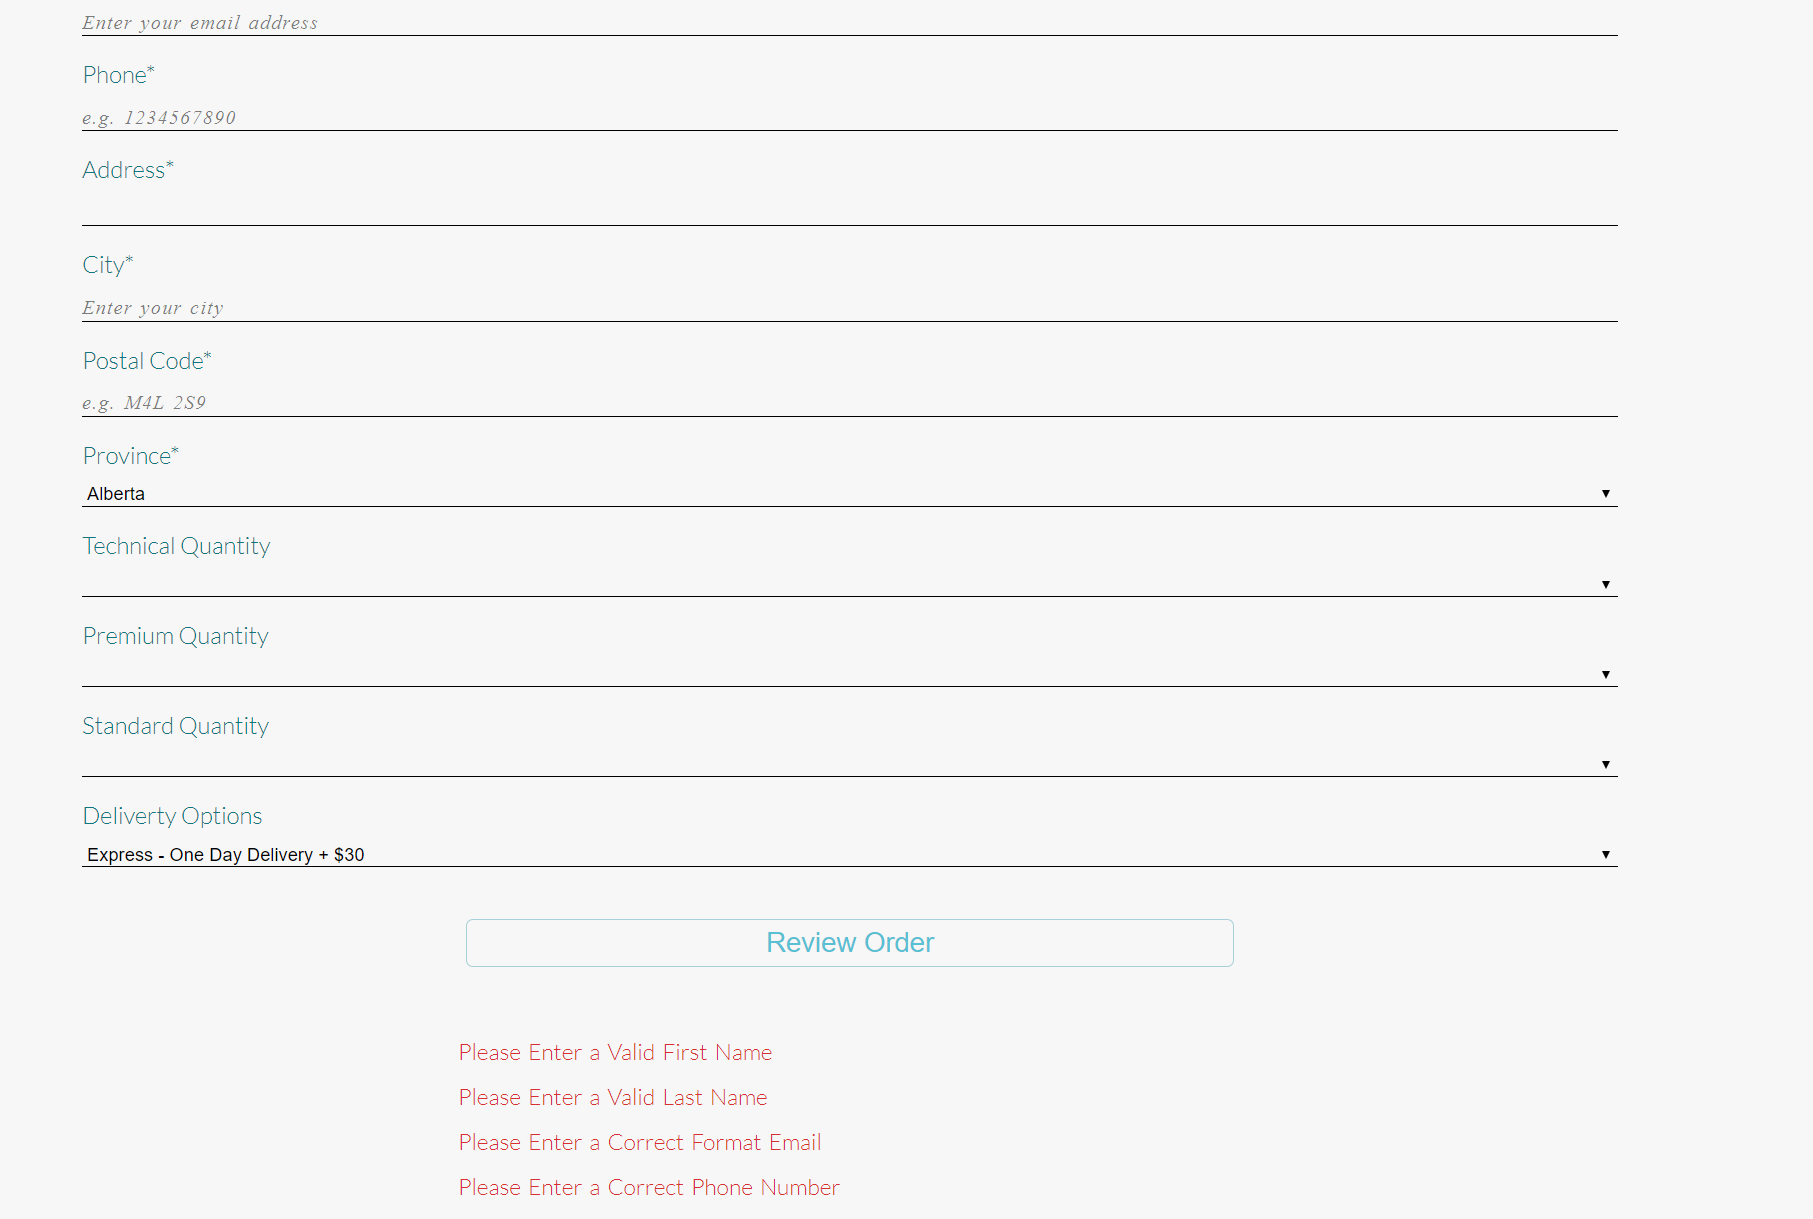 Enter your email address
Phone*
e.g. 1234567890
Address*
City*
Enter your city
Postal Code*
e.g. M4L 2S9
Province*
Alberta
Technical Quantity
Premium Quantity
Standard Quantity
Deliverty Options
Express - One Day Delivery + $30
Review Order
Please Enter a Valid First Name
Please Enter a Valid Last Name
Please Enter a Correct Format Email
Please Enter a Correct Phone Number